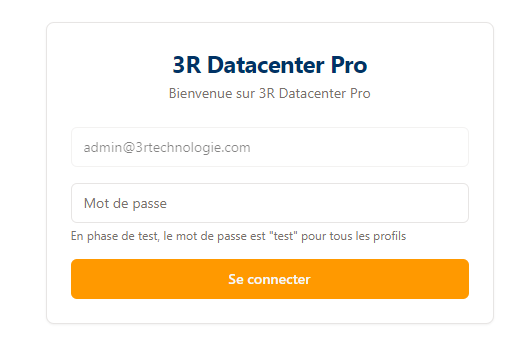 3R Datacenter Pro
Bienvenue sur 3R Datacenter Pro
admin@3rtechnologie.com
Mot de passe
En phase de test, le mot de passe est "test" pour tous les profils
Se connecter